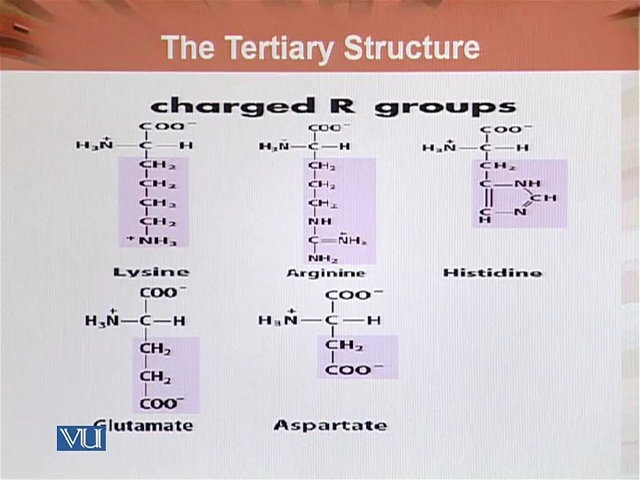 The Tertiary Structure
charged R groups
COO⁻ COO⁻ COO⁻
H₃N⁺—C—H H₃N—C—H H₃N⁺—C—H
CH₂ CH₂ CH₂
CH₂ CH₂ C—NH
CH₂ CH₂ CH
CH₂ NH C—N
⁺NH₃ C=NH₂⁺ H
NH₂
Lysine Arginine Histidine
COO⁻ COO⁻
H₃N⁺—C—H H₃N⁺—C—H
CH₂ CH₂
CH₂ COO⁻
COO⁻
Glutamate Aspartate
VU